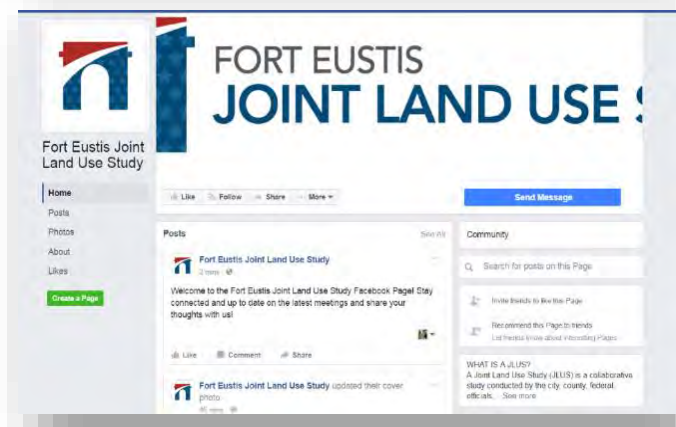 FORT EUSTIS
JOINT LAND USE
Fort Eustis Joint
Land Use Study
Home
Posts
Photos
About
Likes
Create a Page
Like Follow Share More
Send Message
Posts See All
Fort Eustis Joint Land Use Study
2 mins
Welcome to the Fort Eustis Joint Land Use Study Facebook Page! Stay
connected and up to date on the latest meetings and share your
thoughts with us!
Like Comment Share
Fort Eustis Joint Land Use Study updated their cover
photo.
mins
Community
Search for posts on this Page
Invite friends to like this Page
Recommend this Page to friends
Let friends know about interesting Pages
WHAT IS A JLUS?
A Joint Land Use Study (JLUS) is a collaborative
study conducted by the city, county, federal
officials,... See more